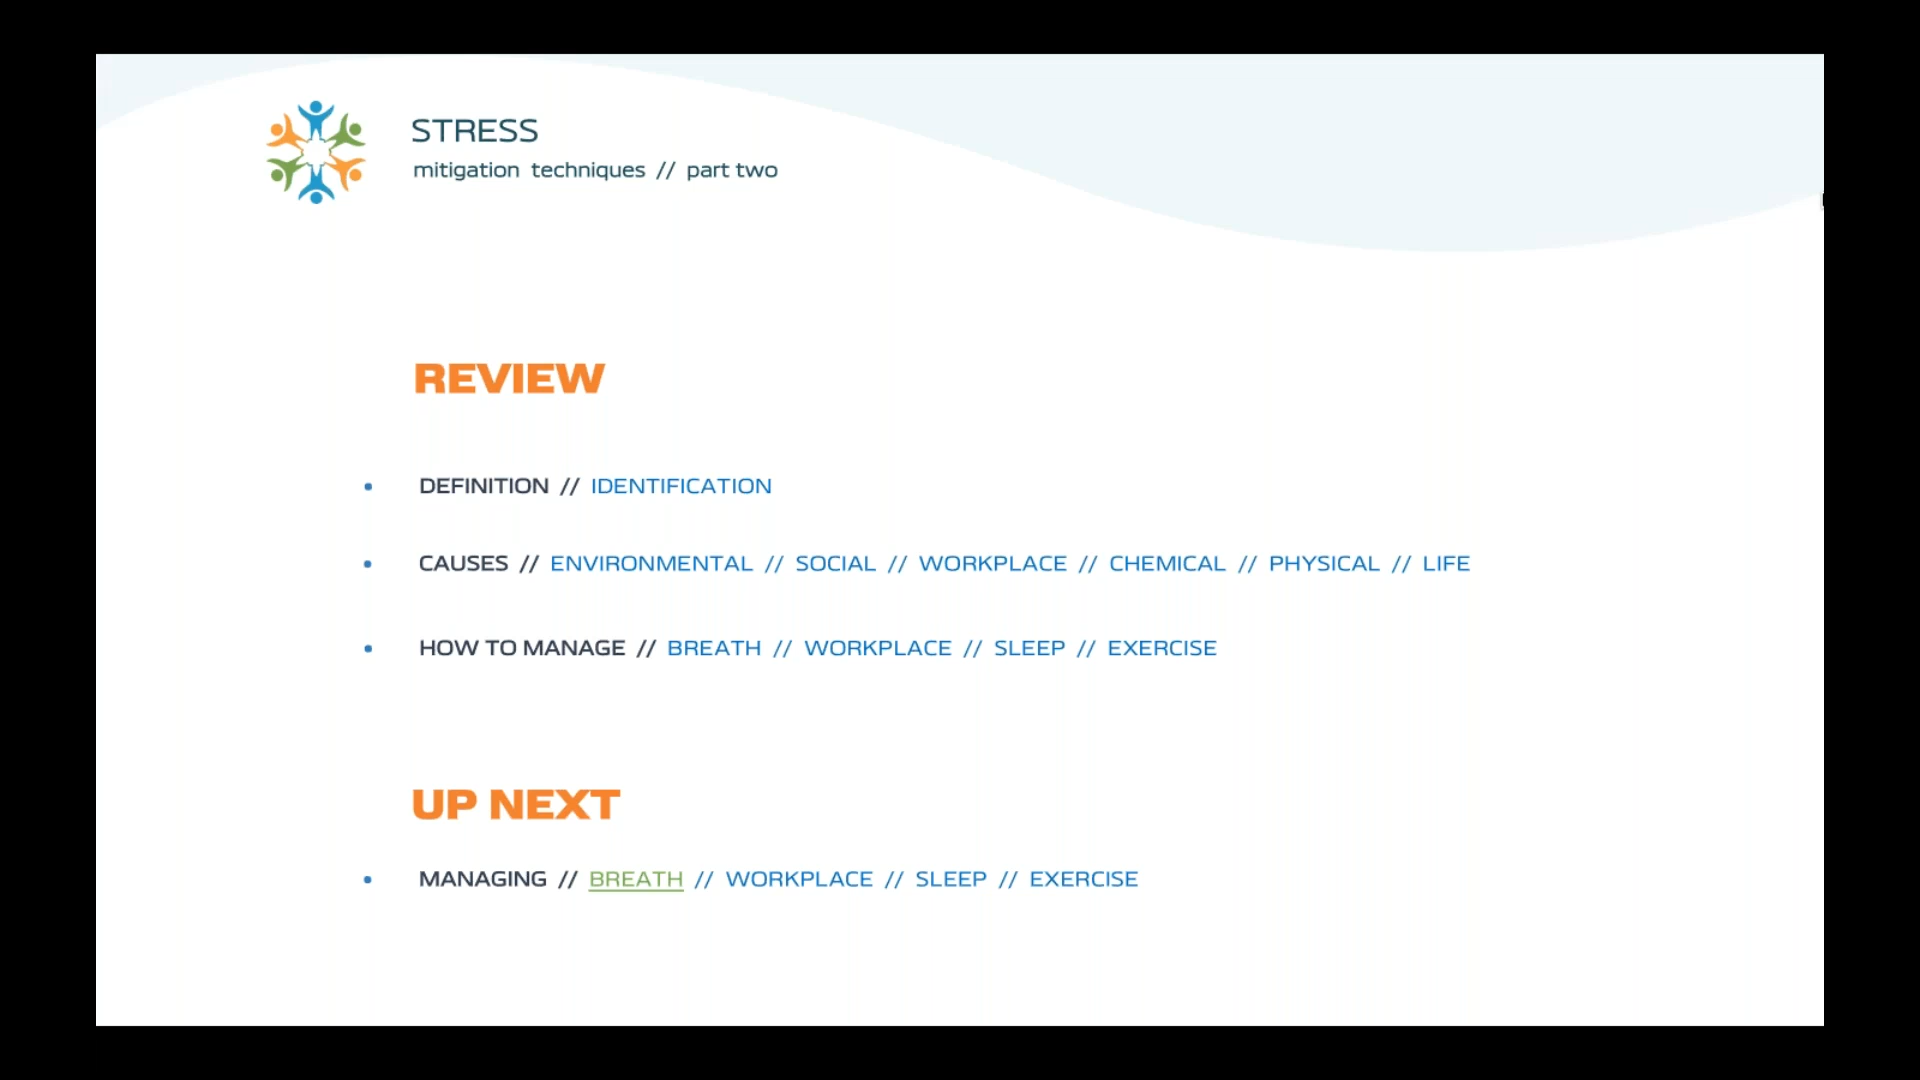 STRESS
mitigation techniques // part two
REVIEW
• DEFINITION // IDENTIFICATION
• CAUSES // ENVIRONMENTAL // SOCIAL // WORKPLACE // CHEMICAL // PHYSICAL // LIFE
• HOW TO MANAGE // BREATH // WORKPLACE // SLEEP // EXERCISE
UP NEXT
• MANAGING // BREATH // WORKPLACE // SLEEP // EXERCISE